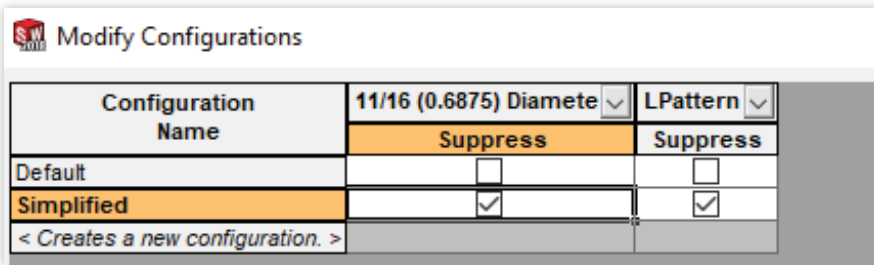 Modify Configurations
Configuration Name 11/16 (0.6875) Diamete LPattern
Suppress Suppress
Default
Simplified
< Creates a new configuration. >